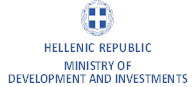 HELLENIC REPUBLIC
MINISTRY OF
DEVELOPMENT AND INVESTMENTS